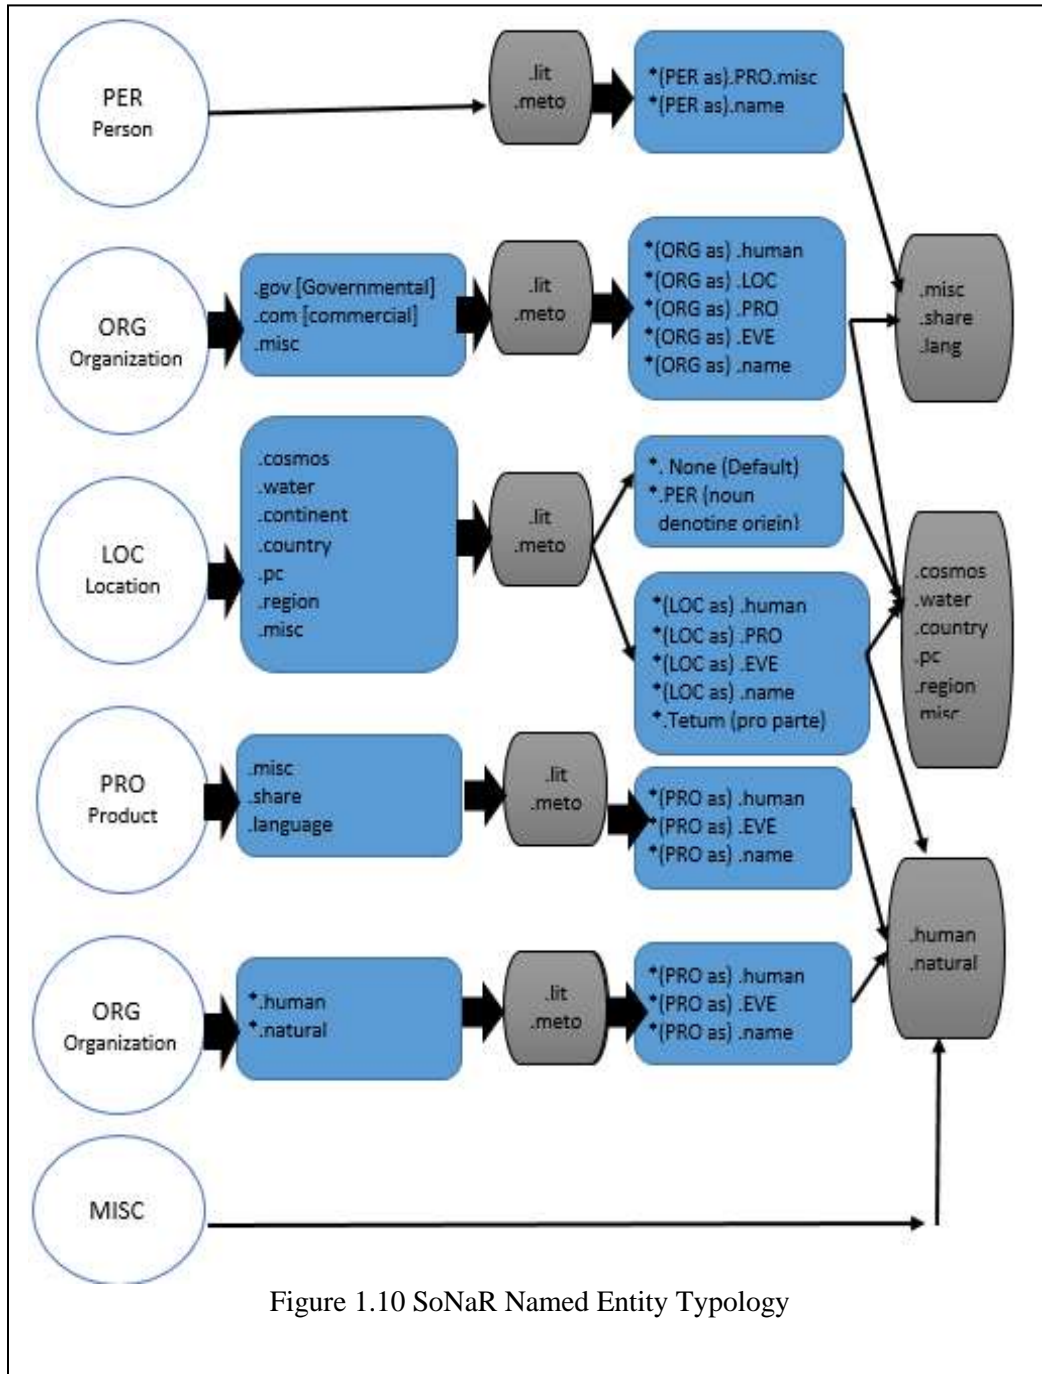 PER
Person
.lit
.meto
*(PER as).PRO.misc
*(PER as).name
ORG
Organization
.gov [Governmental]
.com [commercial]
.misc
.lit
.meto
*(ORG as) .human
*(ORG as) .LOC
*(ORG as) .PRO
*(ORG as) .EVE
*(ORG as) .name
.misc
.share
.lang
LOC
Location
.cosmos
.water
.continent
.country
.pc
.region
.misc
.lit
.meto
*. None (Default)
*.PER (noun
denoting origin)
*(LOC as) .human
*(LOC as) .PRO
*(LOC as) .EVE
*(LOC as) .name
*.Tetum (pro parte)
.cosmos
.water
.country
.pc
.region
misc
PRO
Product
.misc
.share
.language
.lit
.meto
*(PRO as) .human
*(PRO as) .EVE
*(PRO as) .name
.human
.natural
ORG
Organization
*.human
*.natural
.lit
.meto
*(PRO as) .human
*(PRO as) .EVE
*(PRO as) .name
MISC
Figure 1.10 SoNaR Named Entity Typology